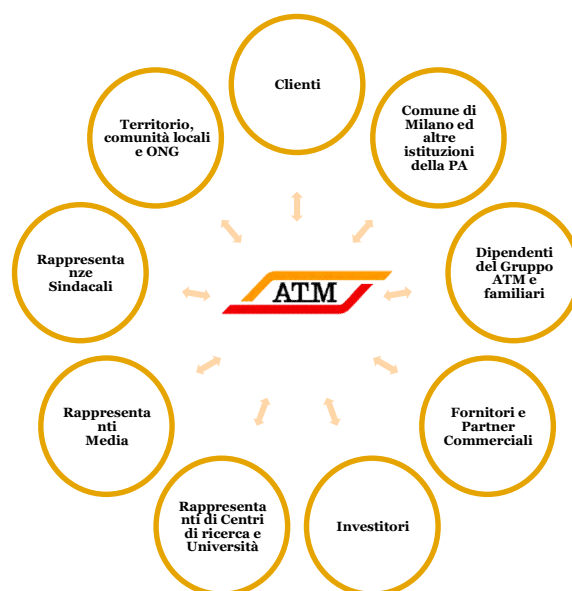 Clienti
Comune di
Milano ed
altre
istituzioni
della PA
Dipendenti
del Gruppo
ATM e
familiari
Fornitori e
Partner
Commerciali
Investitori
Rappresenta
nti di Centri
di ricerca e
Università
Rappresenta
nti
Media
Rappresenta
nze
Sindacali
Territorio,
comunità locali
e ONG
ATM